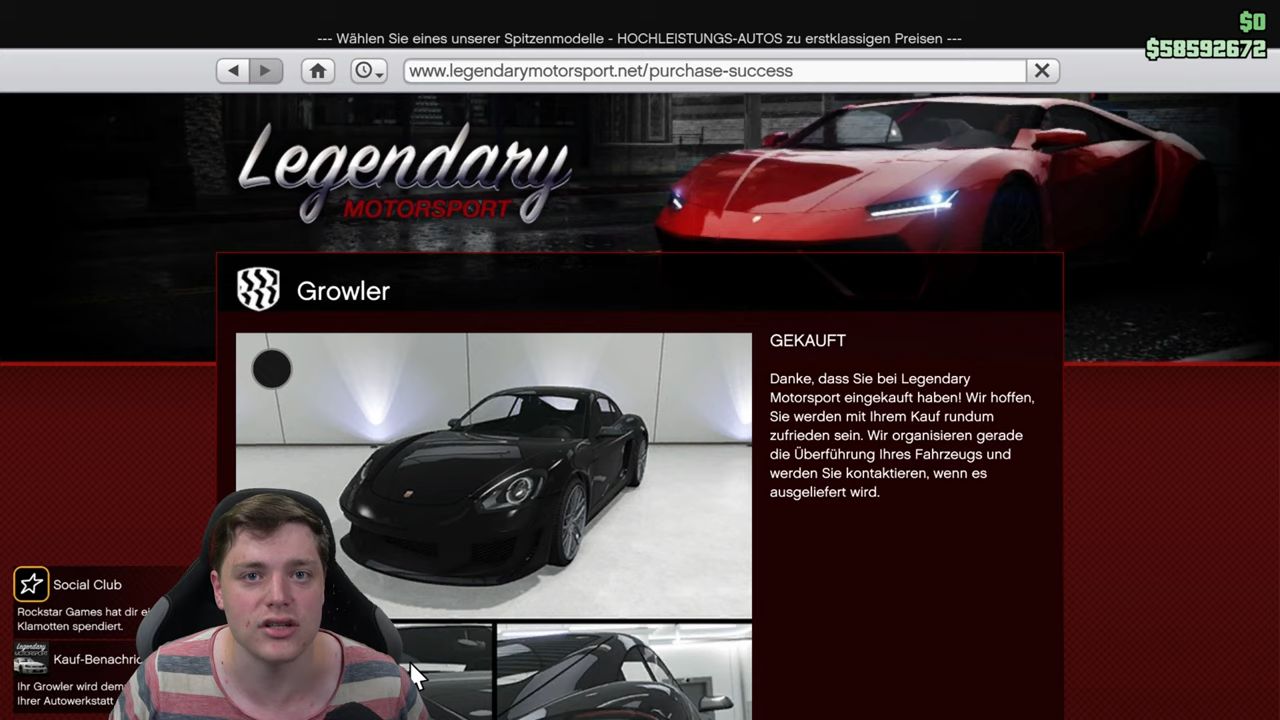 $0
--- Wählen Sie eines unserer Spitzenmodelle - HOCHLEISTUNGS-AUTOS zu erstklassigen Preisen ---
$58592672
www.legendarymotorsport.net/purchase-success
Legendary
MOTORSPORT
Growler
GEKAUFT
Danke, dass Sie bei Legendary
Motorsport eingekauft haben! Wir hoffen,
Sie werden mit Ihrem Kauf rundum
zufrieden sein. Wir organisieren gerade
die Überführung Ihres Fahrzeugs und
werden Sie kontaktieren, wenn es
ausgeliefert wird.
Social Club
Rockstar Games hat dir
Klamotten spendiert.
Legendary
Kauf-Benachric
Ihr Growler wird dem
Ihrer Autowerkstatt